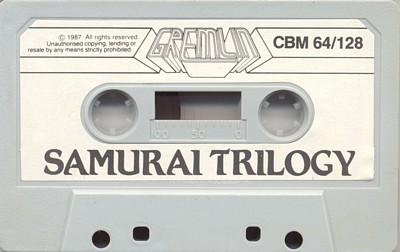 © 1987 All rights reserved.
Unauthorised copying, lending or
resale by any means strictly prohibited
GREMLIN
CBM 64/128
100 50 0
SAMURAI TRILOGY